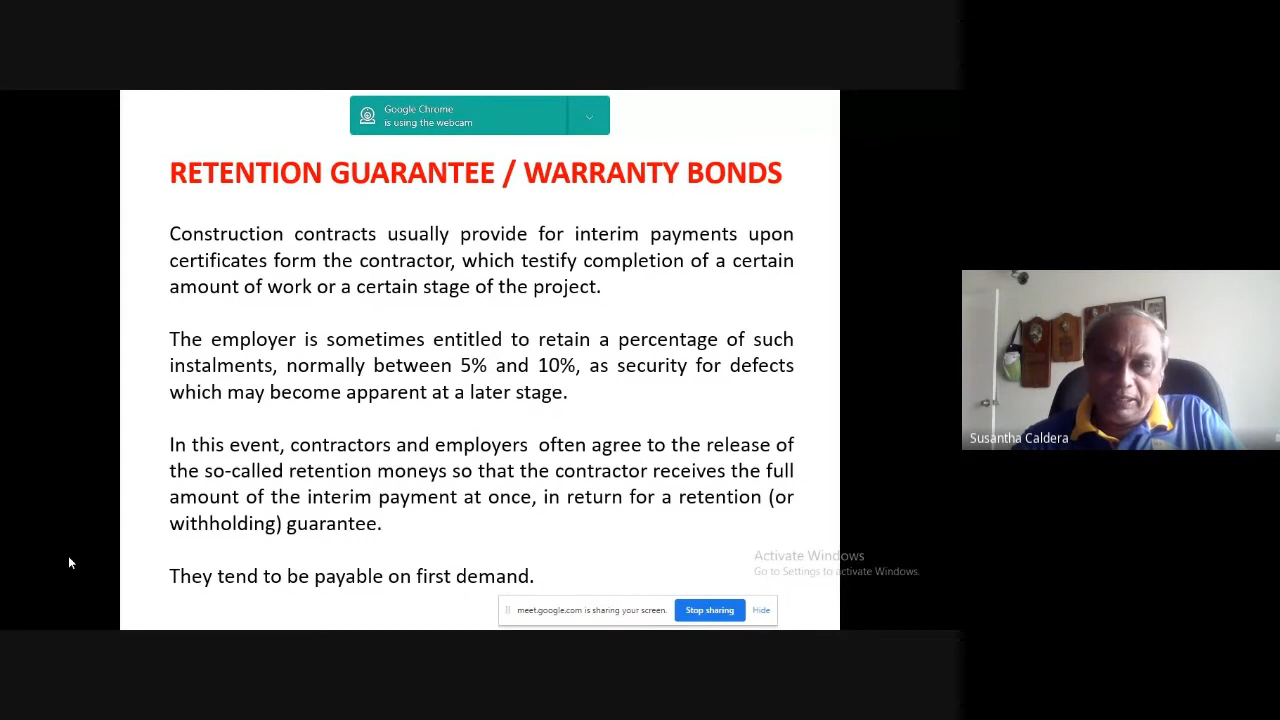 Google Chrome
is using the webcam
RETENTION GUARANTEE / WARRANTY BONDS
Construction contracts usually provide for interim payments upon
certificates form the contractor, which testify completion of a certain
amount of work or a certain stage of the project.
The employer is sometimes entitled to retain a percentage of such
instalments, normally between 5% and 10%, as security for defects
which may become apparent at a later stage.
In this event, contractors and employers often agree to the release of
the so-called retention moneys so that the contractor receives the full
amount of the interim payment at once, in return for a retention (or
withholding) guarantee.
They tend to be payable on first demand.
Activate Windows
Go to Settings to activate Windows.
meet.google.com is sharing your screen.
Stop sharing
Hide
Susantha Caldera